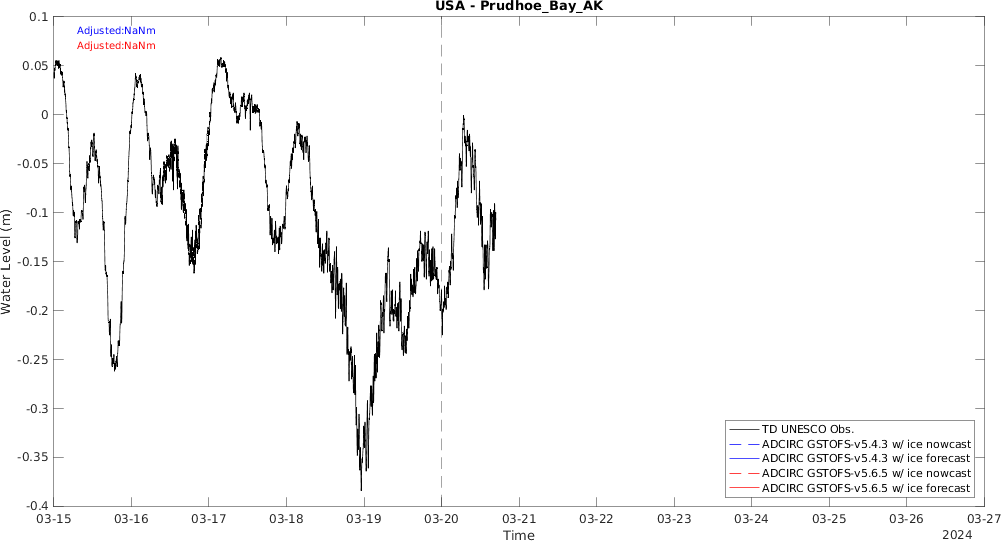 USA - Prudhoe_Bay_AK
Adjusted:NaNm
Adjusted:NaNm
0.1
0.05
0
-0.05
-0.1
-0.15
-0.2
-0.25
-0.3
-0.35
-0.4
Water Level (m)
TD UNESCO Obs.
ADCIRC GSTOFS-v5.4.3 w/ ice nowcast
ADCIRC GSTOFS-v5.4.3 w/ ice forecast
ADCIRC GSTOFS-v5.6.5 w/ ice nowcast
ADCIRC GSTOFS-v5.6.5 w/ ice forecast
03-15 03-16 03-17 03-18 03-19 03-20 03-21 03-22 03-23 03-24 03-25 03-26 03-27
Time
2024